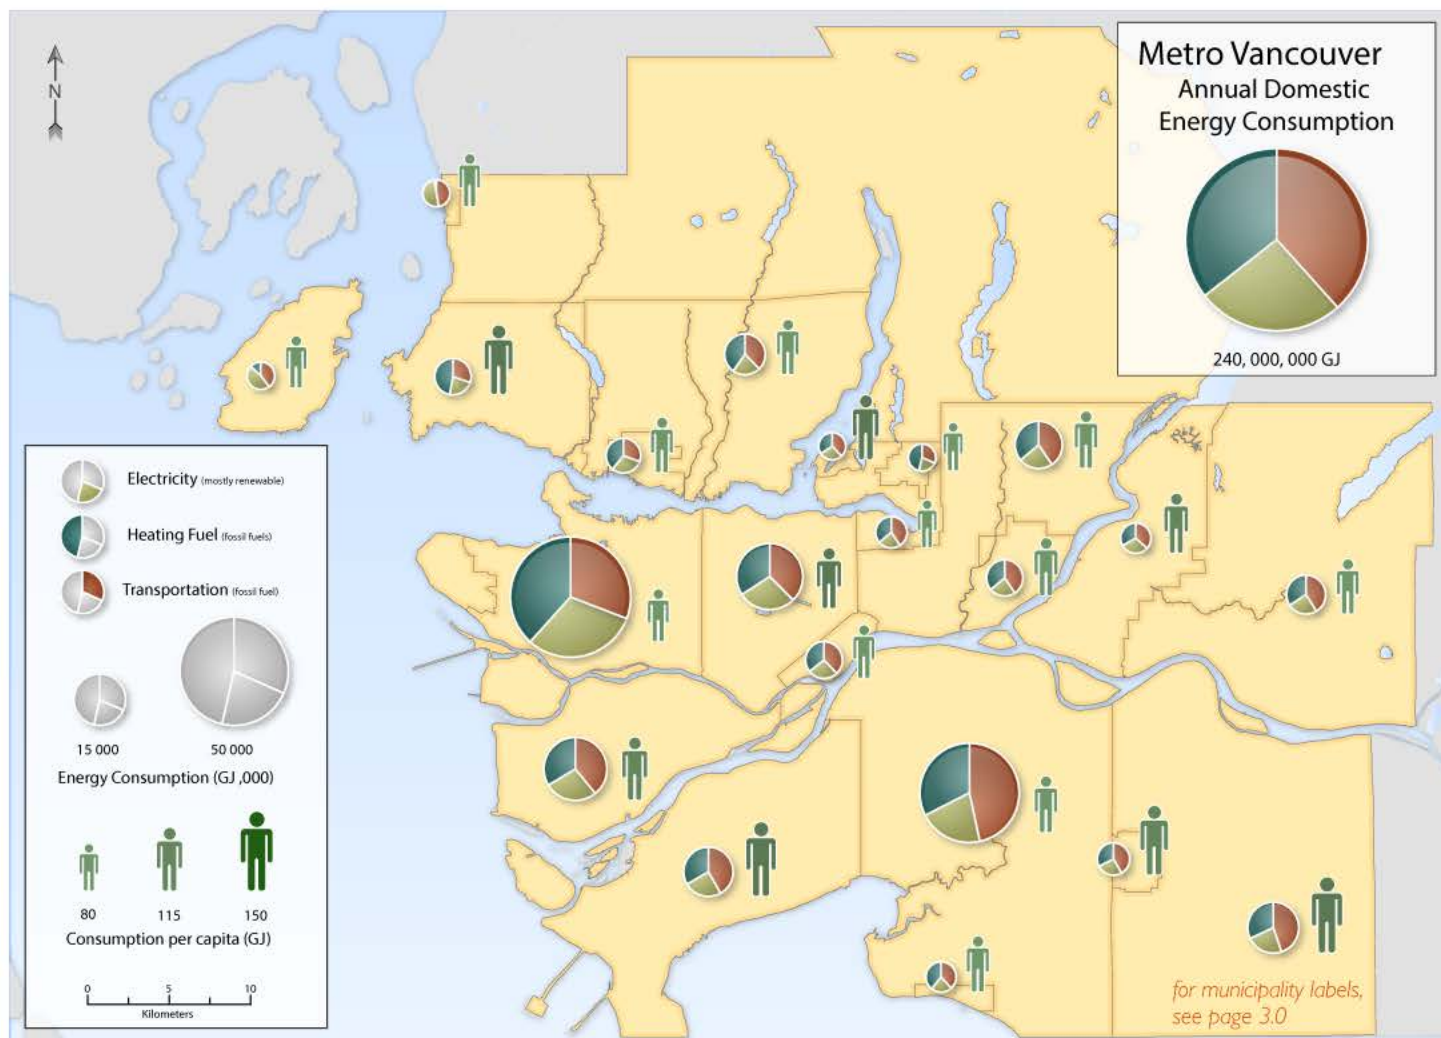 N
Metro Vancouver
Annual Domestic
Energy Consumption
240, 000, 000 GJ
Electricity (mostly renewable)
Heating Fuel (fossil fuels)
Transportation (fossil fuel)
15 000
50 000
Energy Consumption (GJ ,000)
80
115
150
Consumption per capita (GJ)
0
5
10
Kilometers
for municipality labels,
see page 3.0